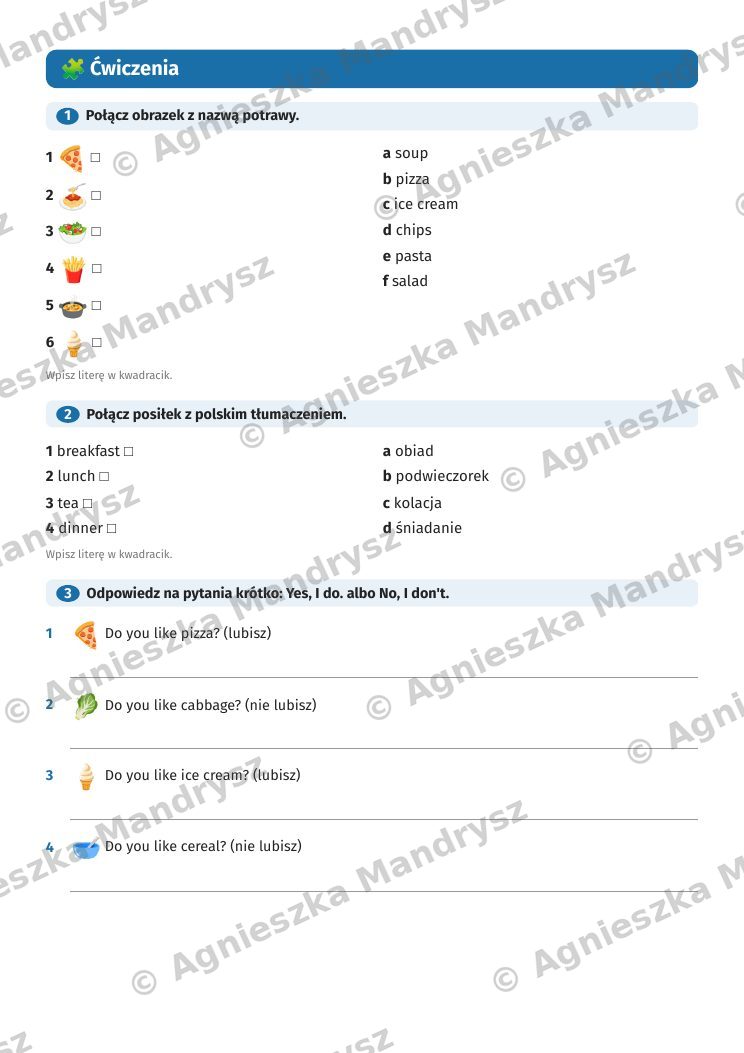 Ćwiczenia
1 Połącz obrazek z nazwą potrawy.
1 □
2 □
3 □
4 □
5 □
6 □
a soup
b pizza
c ice cream
d chips
e pasta
f salad
Wpisz literę w kwadracik.
2 Połącz posiłek z polskim tłumaczeniem.
1 breakfast □
2 lunch □
3 tea □
4 dinner □
a obiad
b podwieczorek
c kolacja
d śniadanie
Wpisz literę w kwadracik.
3 Odpowiedz na pytania krótko: Yes, I do. albo No, I don't.
1 Do you like pizza? (lubisz)
2 Do you like cabbage? (nie lubisz)
3 Do you like ice cream? (lubisz)
4 Do you like cereal? (nie lubisz)
© Agnieszka Mandrysz